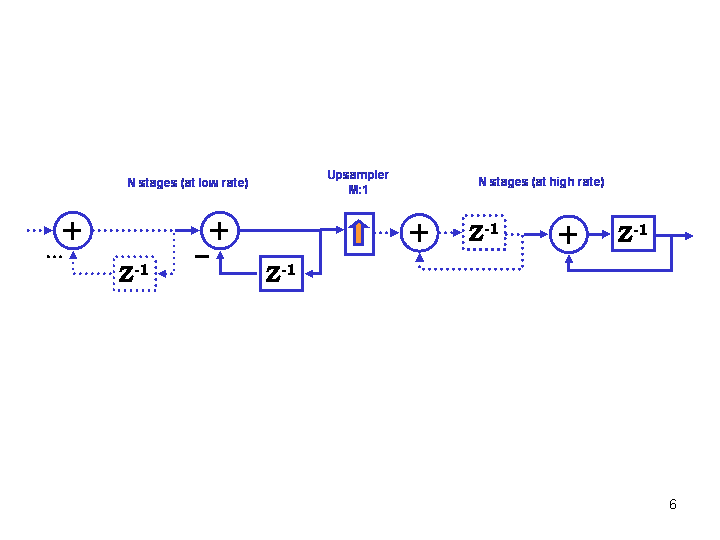 N stages (at low rate)
Upsampler
M:1
N stages (at high rate)
+ + + Z-1 + Z-1
... −
Z-1 Z-1
6